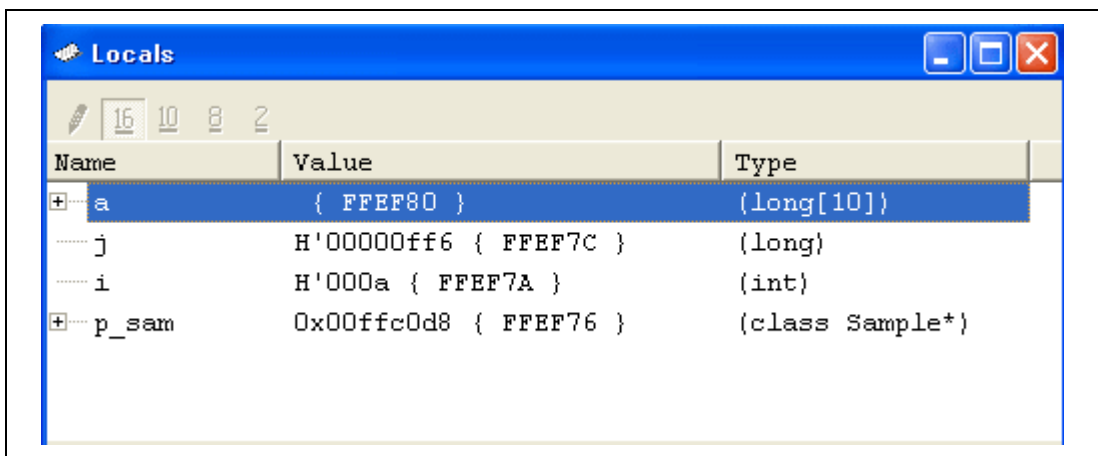 Locals
16 10 8 2
Name Value Type
a { FFEF80 } (long[10])
j H'00000ff6 { FFEF7C } (long)
i H'000a { FFEF7A } (int)
p_sam 0x00ffc0d8 { FFEF76 } (class Sample*)